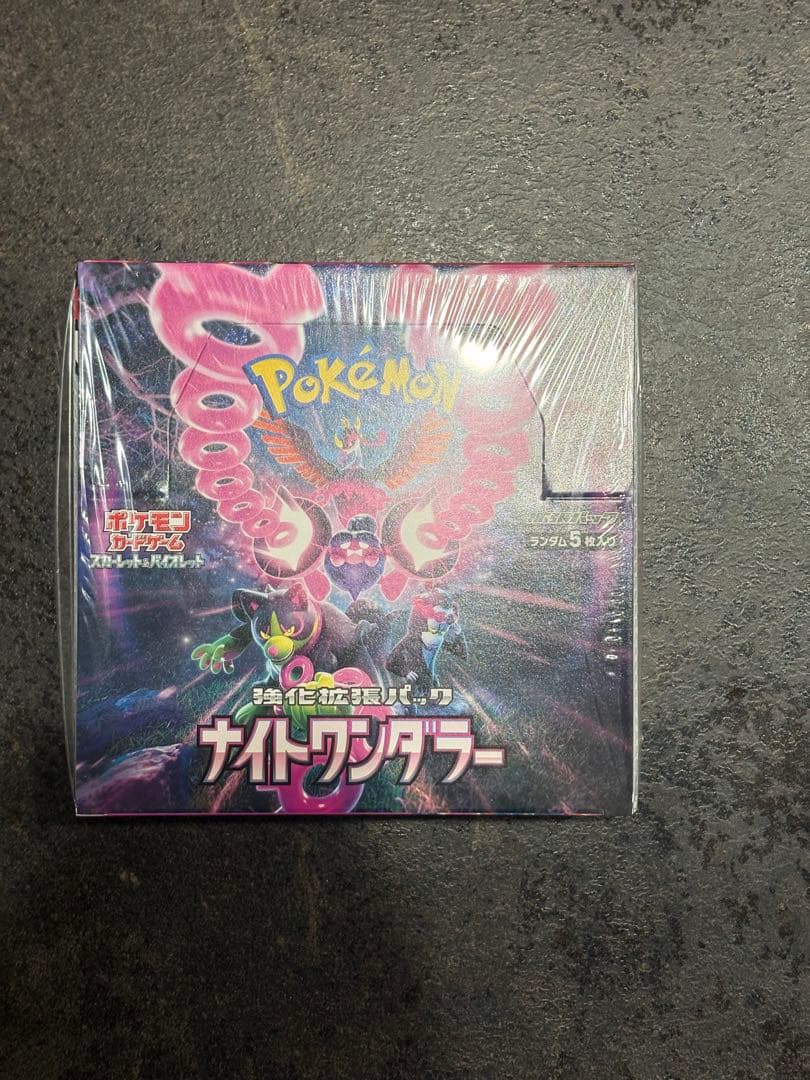 Pokémon
ポケモン
カードゲーム
スカーレット&バイオレット
ランダム5枚入り
強化拡張パック
ナイトワンダラー